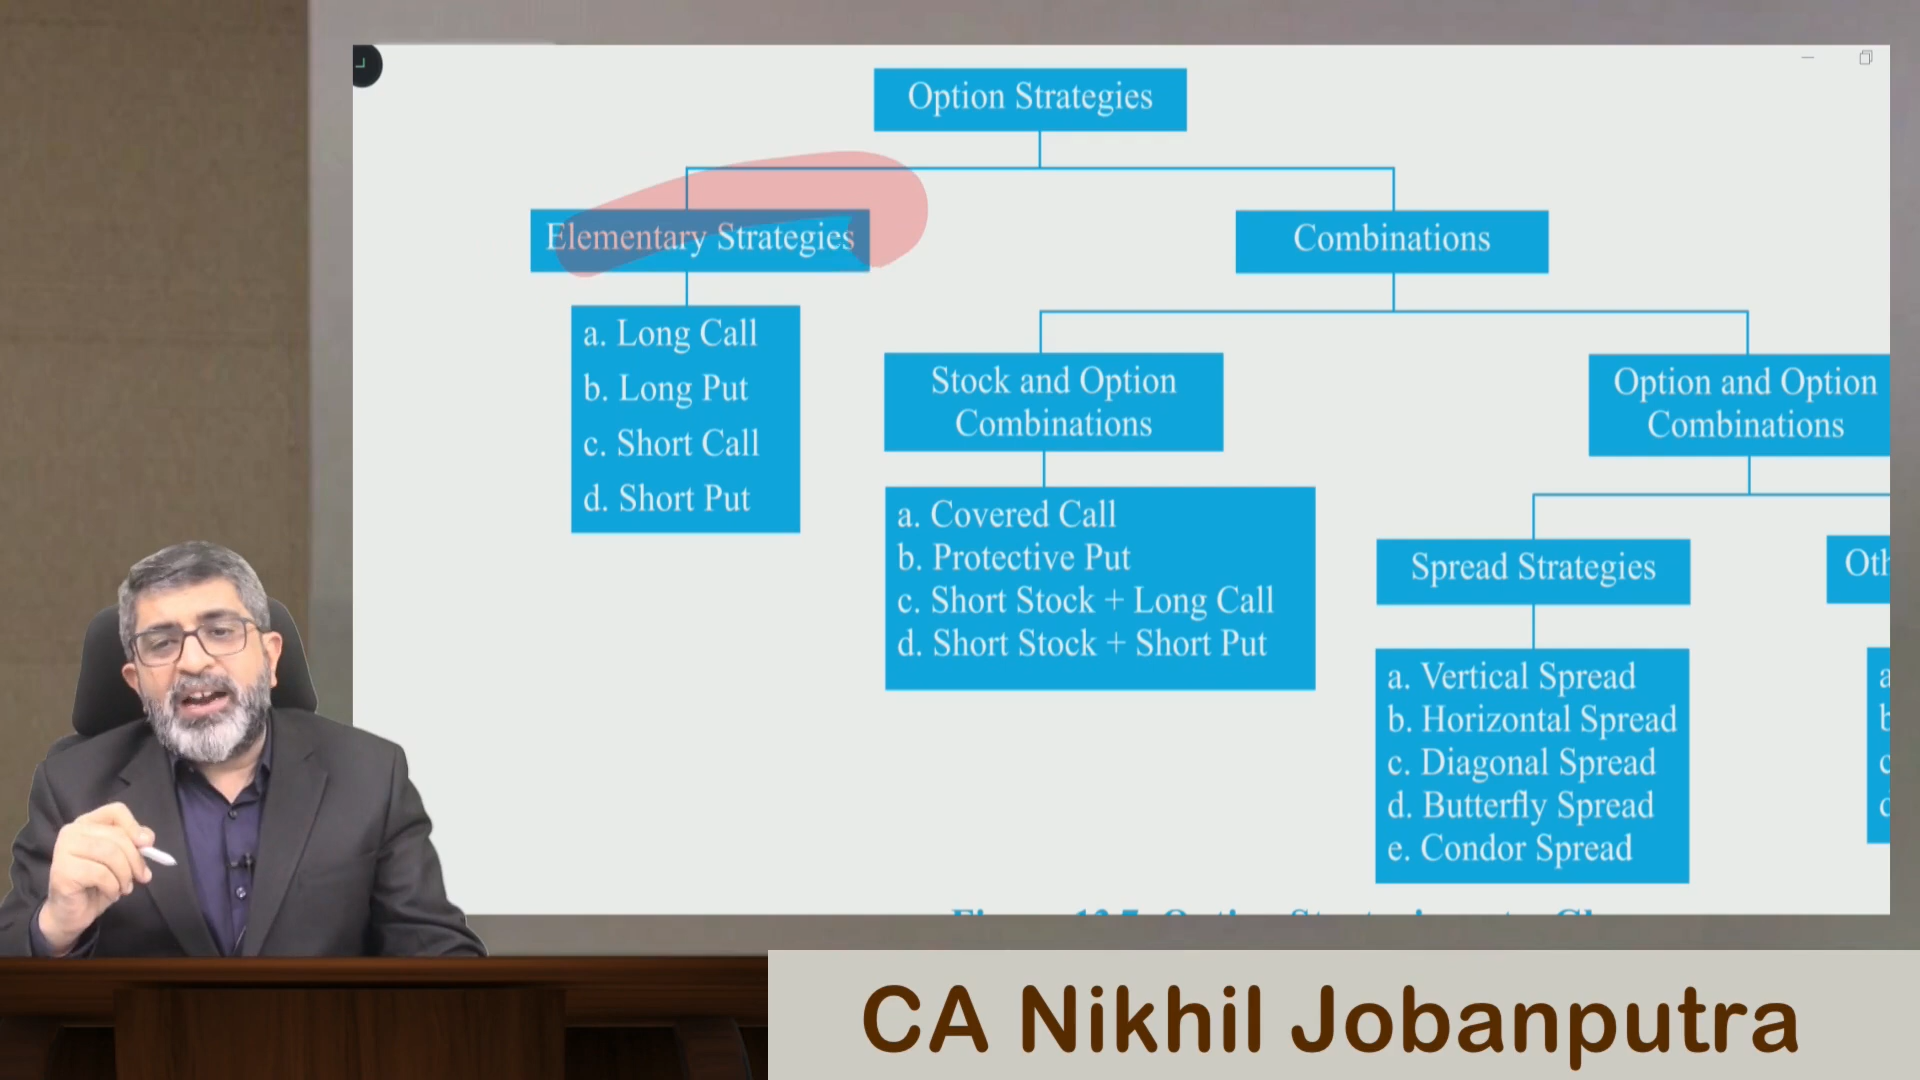 Option Strategies
Elementary Strategies
Combinations
a. Long Call
b. Long Put
c. Short Call
d. Short Put
Stock and Option
Combinations
Option and Option
Combinations
a. Covered Call
b. Protective Put
c. Short Stock + Long Call
d. Short Stock + Short Put
Spread Strategies
a. Vertical Spread
b. Horizontal Spread
c. Diagonal Spread
d. Butterfly Spread
e. Condor Spread
CA Nikhil Jobanputra